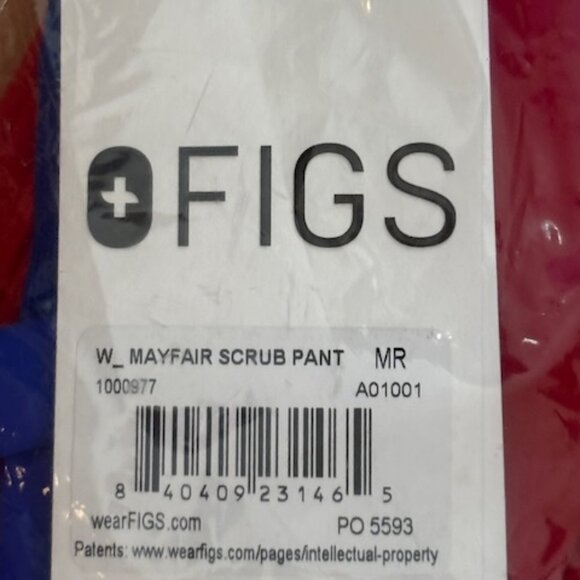 FIGS
W_ MAYFAIR SCRUB PANT MR
1000977 A01001
8 40409 23146 5
wearFIGS.com PO 5593
Patents: www.wearfigs.com/pages/intellectual-property